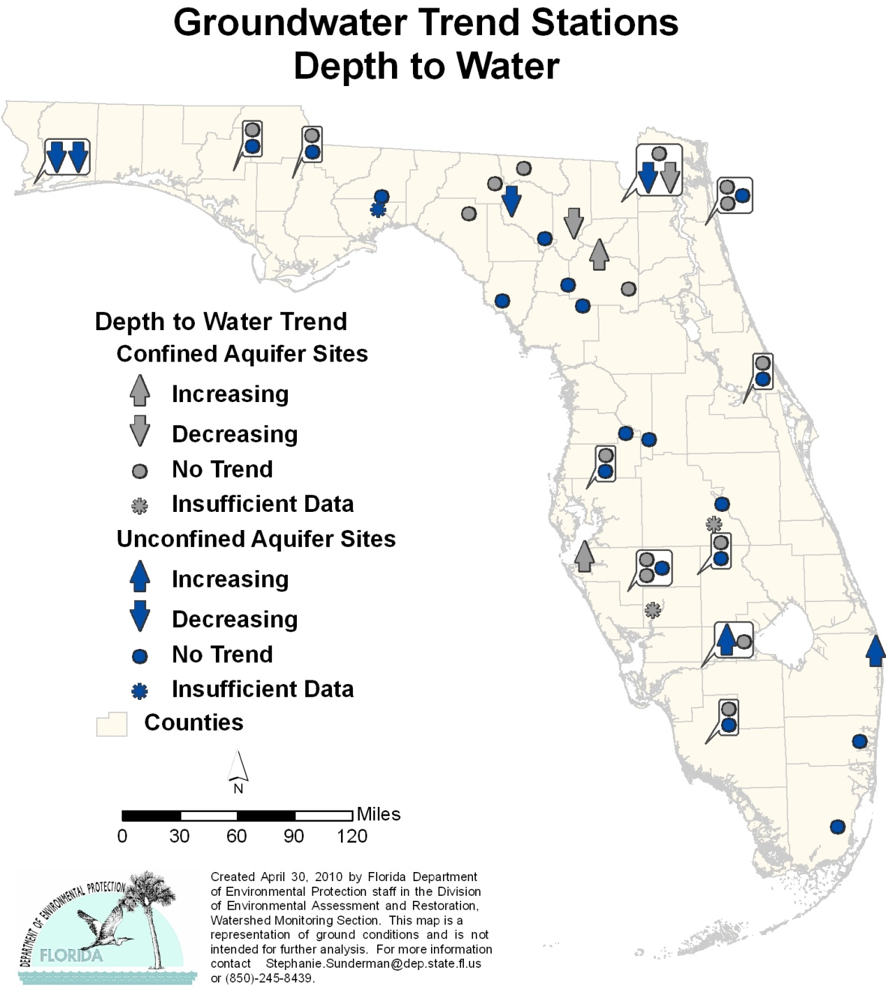 Groundwater Trend Stations
Depth to Water
Depth to Water Trend
Confined Aquifer Sites
Increasing
Decreasing
No Trend
Insufficient Data
Unconfined Aquifer Sites
Increasing
Decreasing
No Trend
Insufficient Data
Counties
N
Miles
0 30 60 90 120
DEPARTMENT OF ENVIRONMENTAL PROTECTION
FLORIDA
Created April 30, 2010 by Florida Department
of Environmental Protection staff in the Division
of Environmental Assessment and Restoration,
Watershed Monitoring Section. This map is a
representation of ground conditions and is not
intended for further analysis. For more information
contact Stephanie.Sunderman@dep.state.fl.us
or (850)-245-8439.